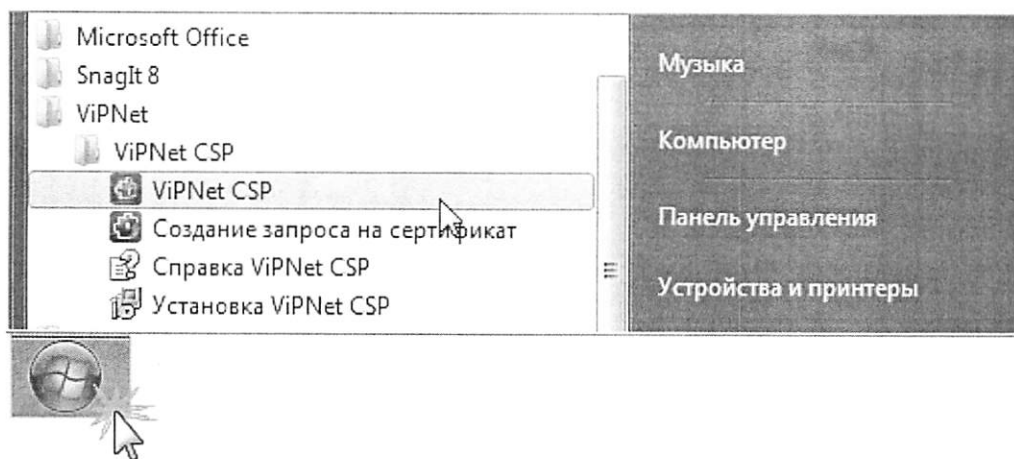 Microsoft Office
SnagIt 8
ViPNet
ViPNet CSP
ViPNet CSP
Создание запроса на сертификат
Справка ViPNet CSP
Установка ViPNet CSP
Музыка
Компьютер
Панель управления
Устройства и принтеры